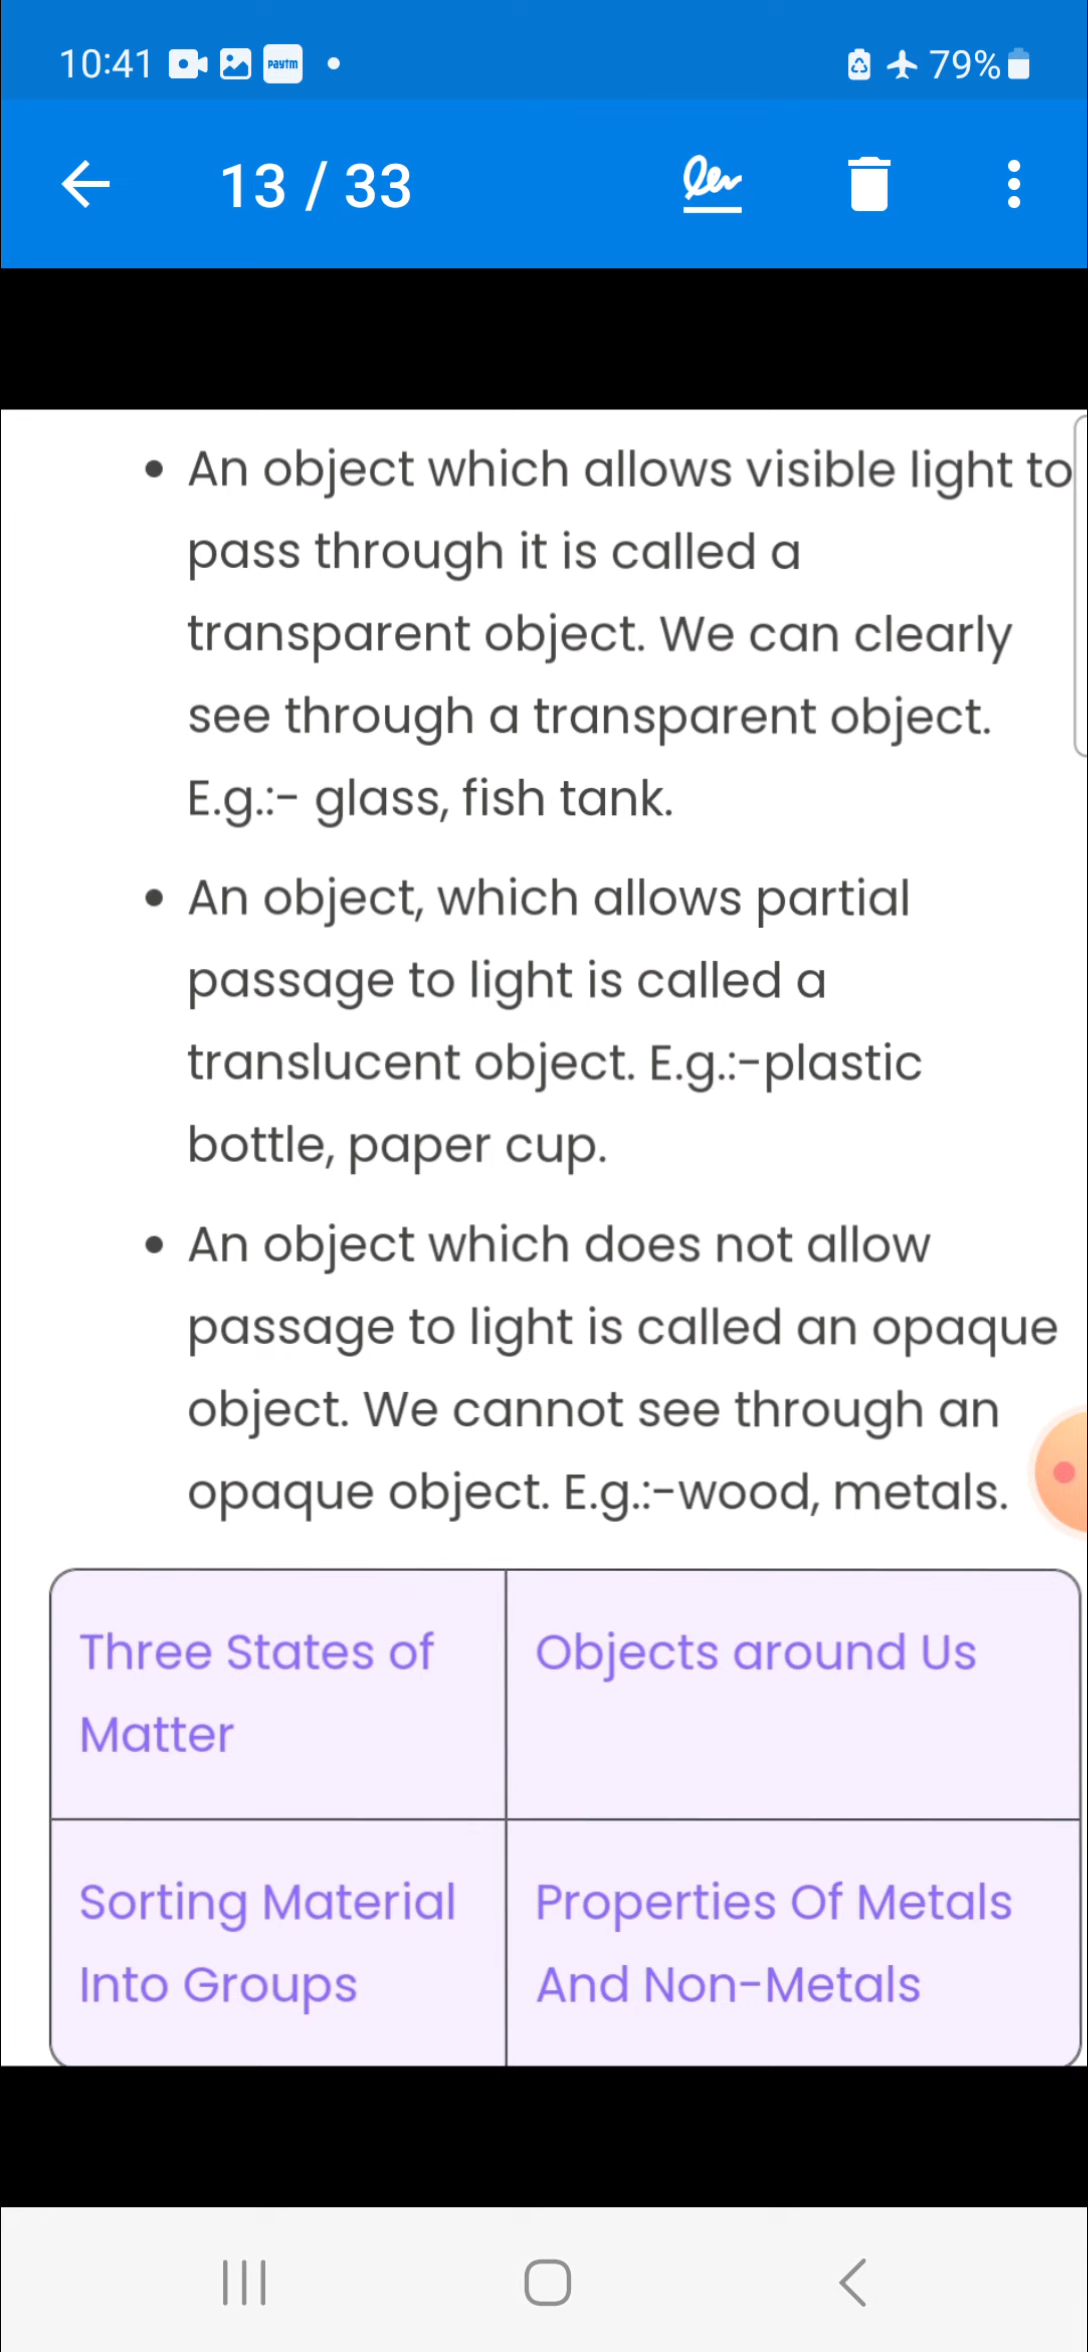 10:41 Paytm 79%
13 / 33
• An object which allows visible light to
pass through it is called a
transparent object. We can clearly
see through a transparent object.
E.g.:- glass, fish tank.
• An object, which allows partial
passage to light is called a
translucent object. E.g.:-plastic
bottle, paper cup.
• An object which does not allow
passage to light is called an opaque
object. We cannot see through an
opaque object. E.g.:-wood, metals.
Three States of
Matter
Objects around Us
Sorting Material
Into Groups
Properties Of Metals
And Non-Metals